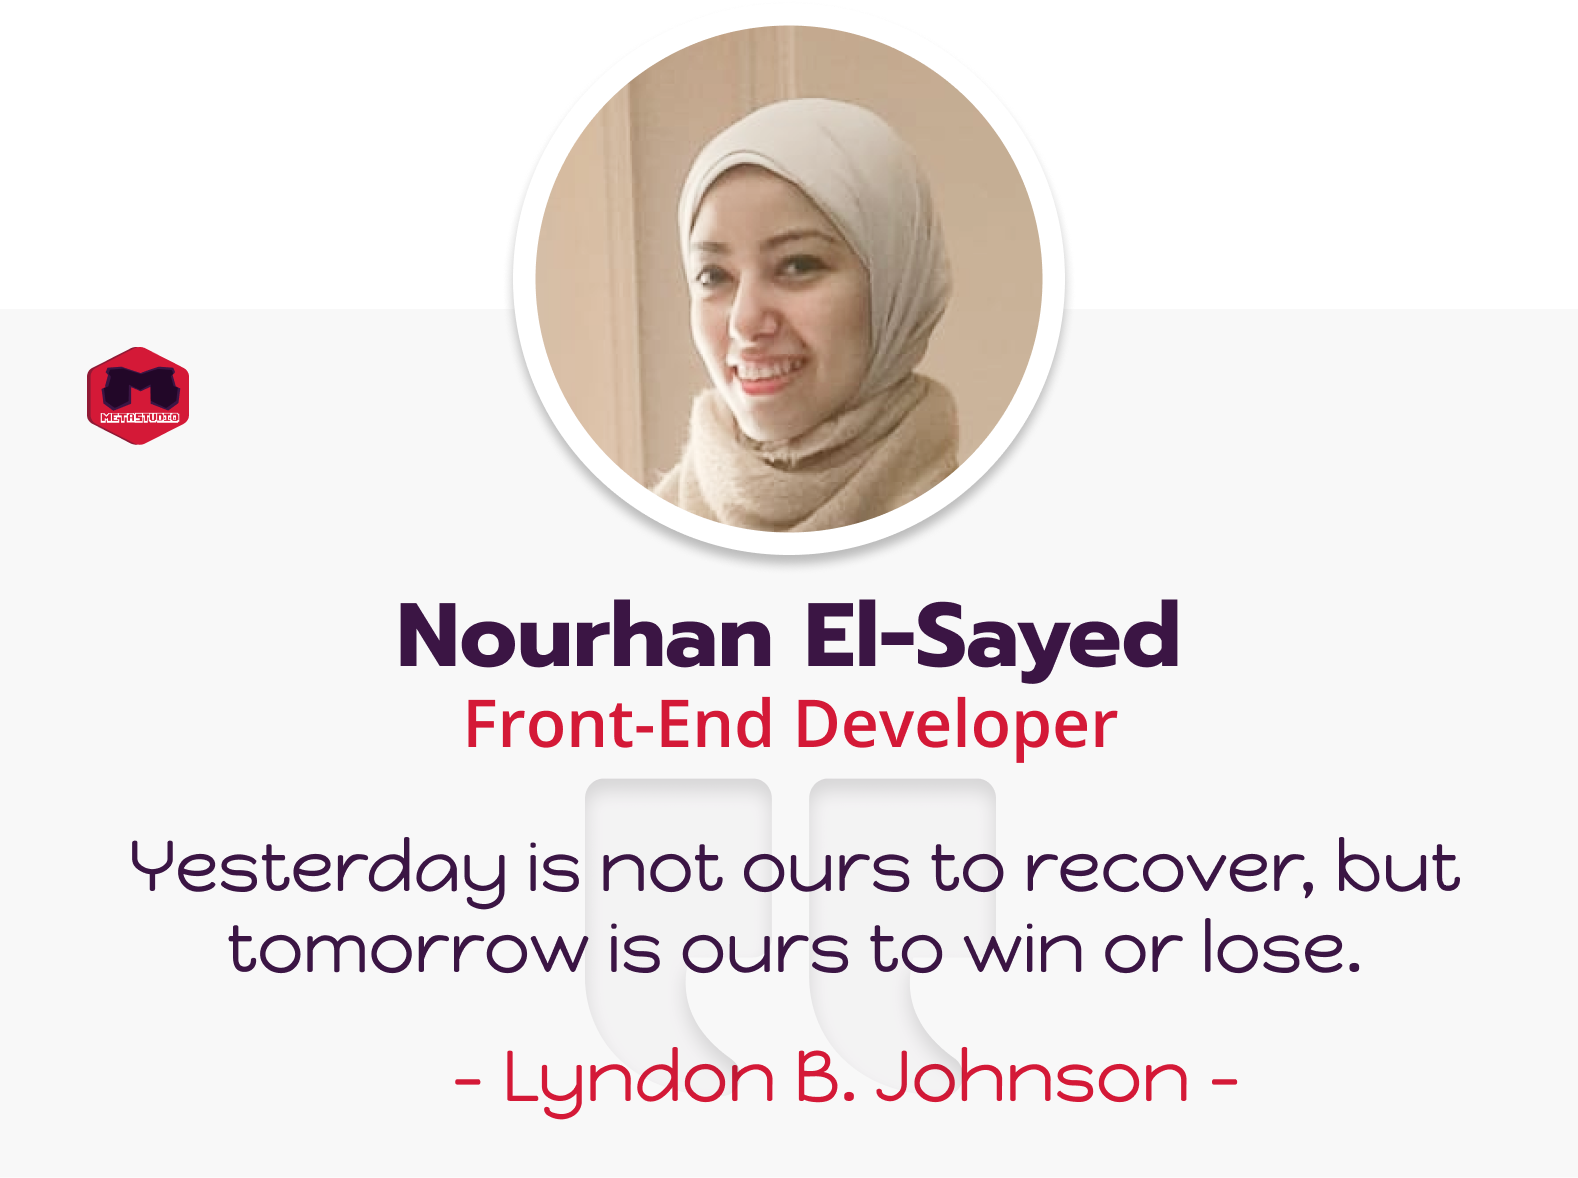 METASTUDIO
Nourhan El-Sayed
Front-End Developer
Yesterday is not ours to recover, but
tomorrow is ours to win or lose.
- Lyndon B. Johnson -